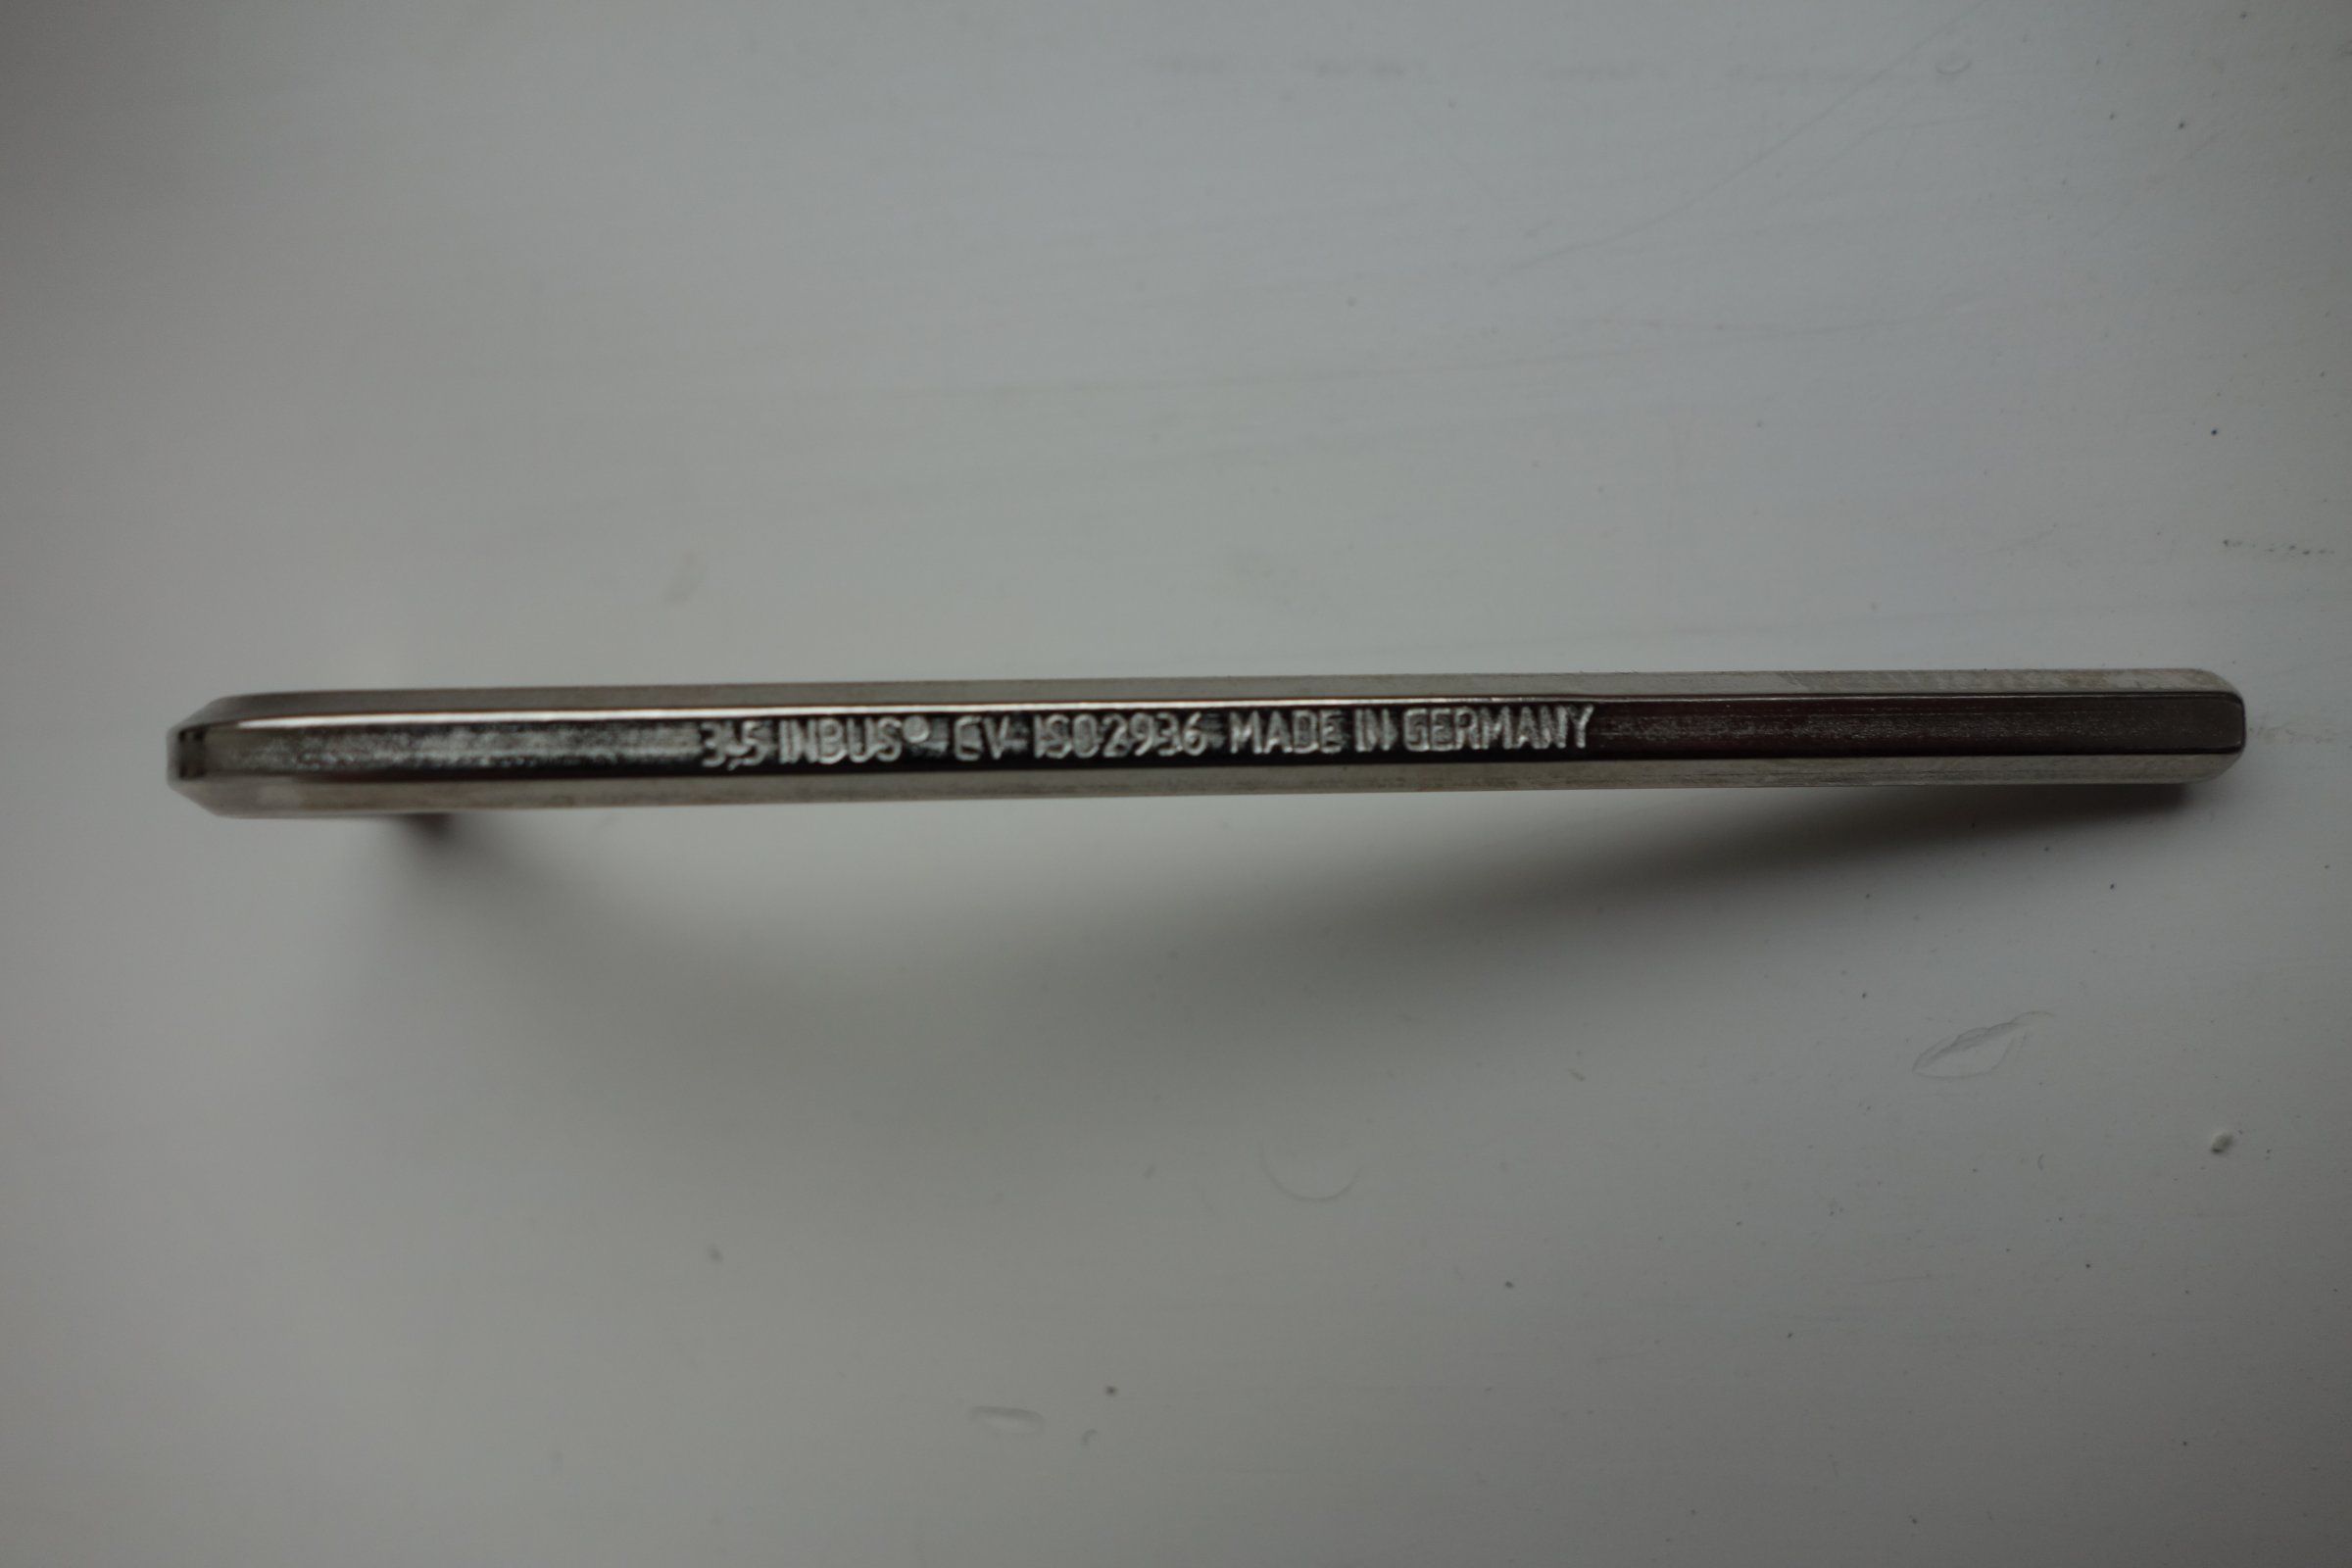 3,5 INBUS® CV ISO2936 MADE IN GERMANY